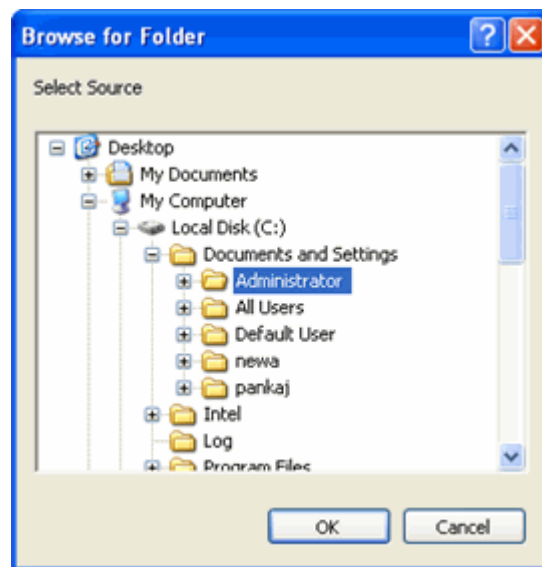 Browse for Folder
Select Source
Desktop
My Documents
My Computer
Local Disk (C:)
Documents and Settings
Administrator
All Users
Default User
newa
pankaj
Intel
Log
Program Files
OK Cancel